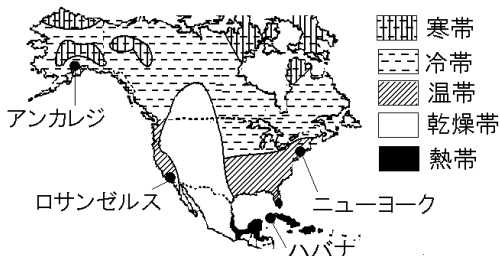 寒帯
冷帯
温帯
乾燥帯
熱帯
アンカレジ
ロサンゼルス
ニューヨーク
ハバナ